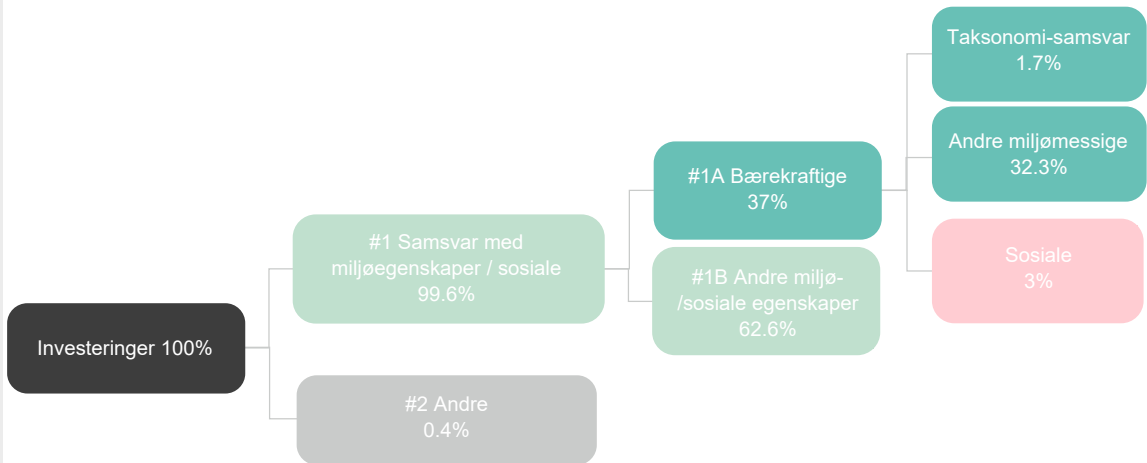 Investeringer 100%
#1 Samsvar med
miljøegenskaper / sosiale
99.6%
#2 Andre
0.4%
#1A Bærekraftige
37%
#1B Andre miljø-
/sosiale egenskaper
62.6%
Taksonomi-samsvar
1.7%
Andre miljømessige
32.3%
Sosiale
3%